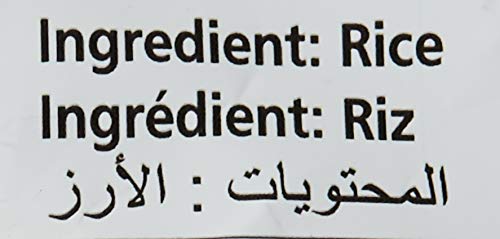 Ingredient: Rice
Ingrédient: Riz
المحتويات : الأرز